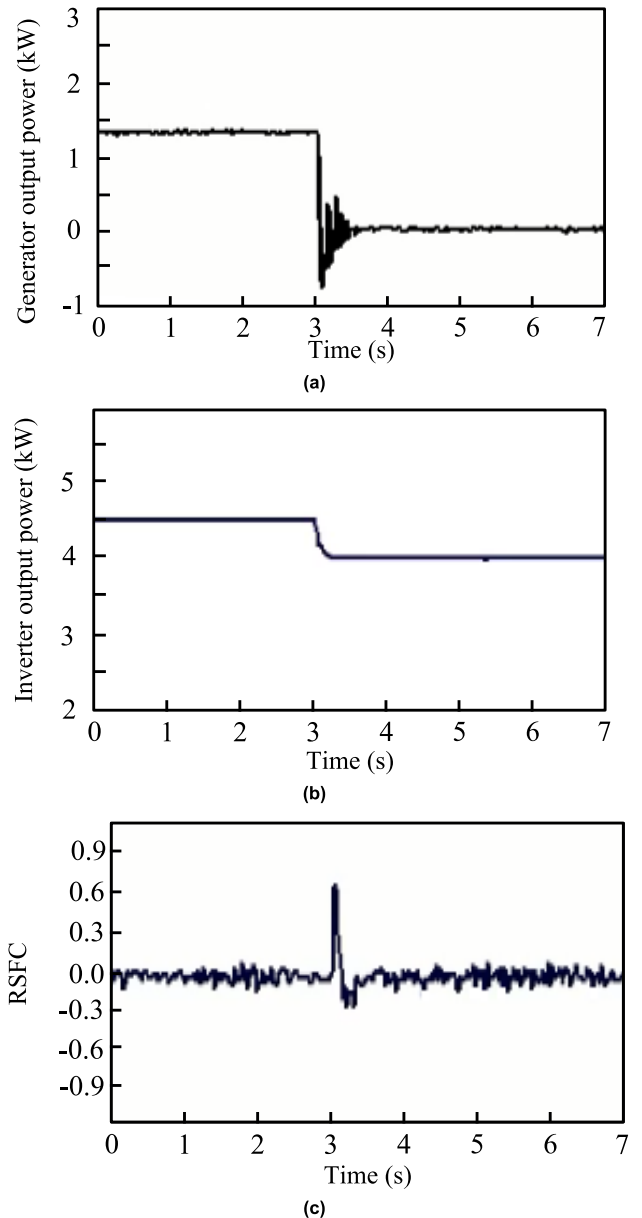 Generator output power (kW)
3
2
1
0
-1
0 1 2 3 4 5 6 7
Time (s)
(a)
Inverter output power (kW)
5
4
3
2
0 1 2 3 4 5 6 7
Time (s)
(b)
RSFC
0.9
0.6
0.3
0.0
-0.3
-0.6
-0.9
0 1 2 3 4 5 6 7
Time (s)
(c)